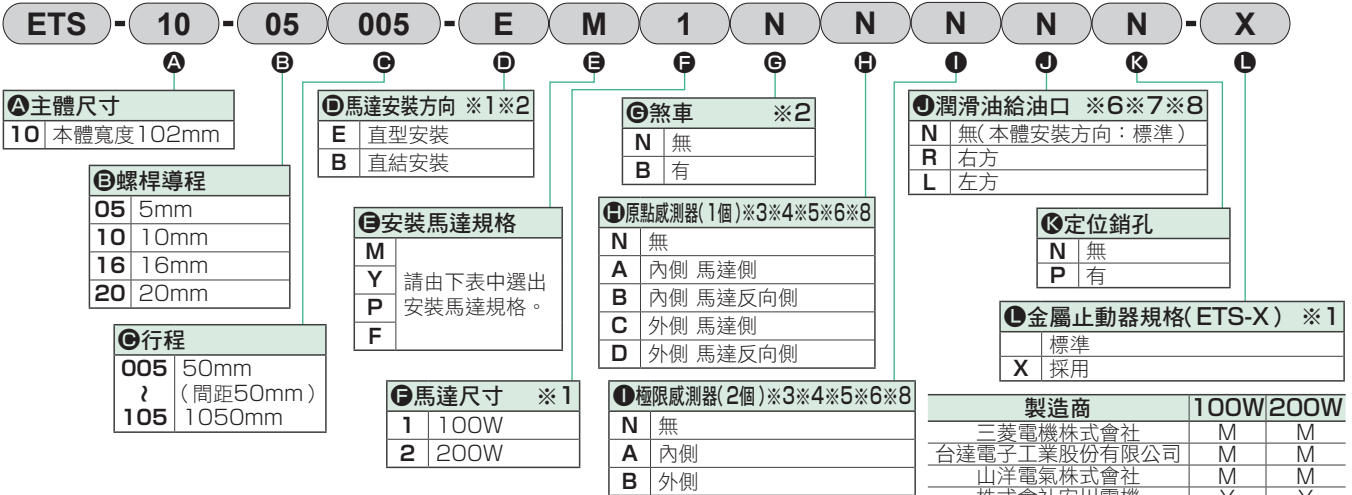 ETS - 10 - 05 005 - E M 1 N N N N N - X
A B C D E F G H I J K L
A主體尺寸
10 本體寬度102mm
B螺桿導程
05 5mm
10 10mm
16 16mm
20 20mm
C行程
005 50mm
≀ (間距50mm)
105 1050mm
D馬達安裝方向 ※1※2
E 直型安裝
B 直結安裝
E安裝馬達規格
M
Y
P
F
請由下表中選出
安裝馬達規格。
F馬達尺寸 ※1
1 100W
2 200W
G煞車 ※2
N 無
B 有
H原點感測器(1個)※3※4※5※6※8
N 無
A 內側 馬達側
B 內側 馬達反向側
C 外側 馬達側
D 外側 馬達反向側
I極限感測器(2個)※3※4※5※6※8
N 無
A 內側
B 外側
J潤滑油給油口 ※6※7※8
N 無(本體安裝方向：標準)
R 右方
L 左方
K定位銷孔
N 無
P 有
L金屬止動器規格(ETS-X) ※1
標準
X 採用
製造商 100W 200W
三菱電機株式會社 M M
台達電子工業股份有限公司 M M
山洋電氣株式會社 M M
株式會社安川電機 Y Y